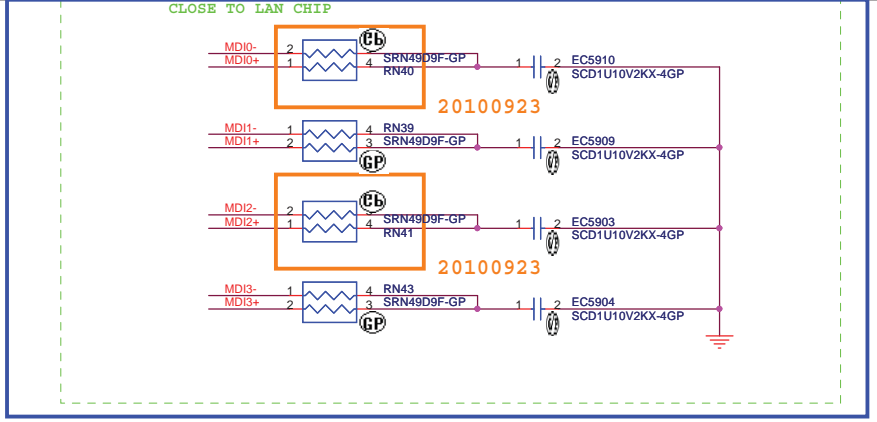 CLOSE TO LAN CHIP
MDI0- 2 SRN49D9F-GP EC5910
MDI0+ 1 4 RN40 1 2 SCD1U10V2KX-4GP
20100923
MDI1- 1 4 RN39 EC5909
MDI1+ 2 3 SRN49D9F-GP 1 2 SCD1U10V2KX-4GP
GP
MDI2- 2 SRN49D9F-GP EC5903
MDI2+ 1 4 RN41 1 2 SCD1U10V2KX-4GP
20100923
MDI3- 1 4 RN43 EC5904
MDI3+ 2 3 SRN49D9F-GP 1 2 SCD1U10V2KX-4GP
GP